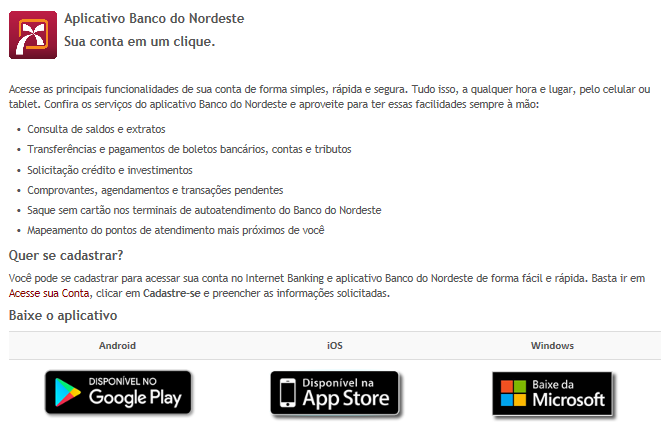 Aplicativo Banco do Nordeste
Sua conta em um clique.
Acesse as principais funcionalidades de sua conta de forma simples, rápida e segura. Tudo isso, a qualquer hora e lugar, pelo celular ou
tablet. Confira os serviços do aplicativo Banco do Nordeste e aproveite para ter essas facilidades sempre à mão:
• Consulta de saldos e extratos
• Transferências e pagamentos de boletos bancários, contas e tributos
• Solicitação crédito e investimentos
• Comprovantes, agendamentos e transações pendentes
• Saque sem cartão nos terminais de autoatendimento do Banco do Nordeste
• Mapeamento do pontos de atendimento mais próximos de você
Quer se cadastrar?
Você pode se cadastrar para acessar sua conta no Internet Banking e aplicativo Banco do Nordeste de forma fácil e rápida. Basta ir em
Acesse sua Conta, clicar em Cadastre-se e preencher as informações solicitadas.
Baixe o aplicativo
Android iOS Windows
DISPONÍVEL NO Disponível na Baixe da
Google Play App Store Microsoft